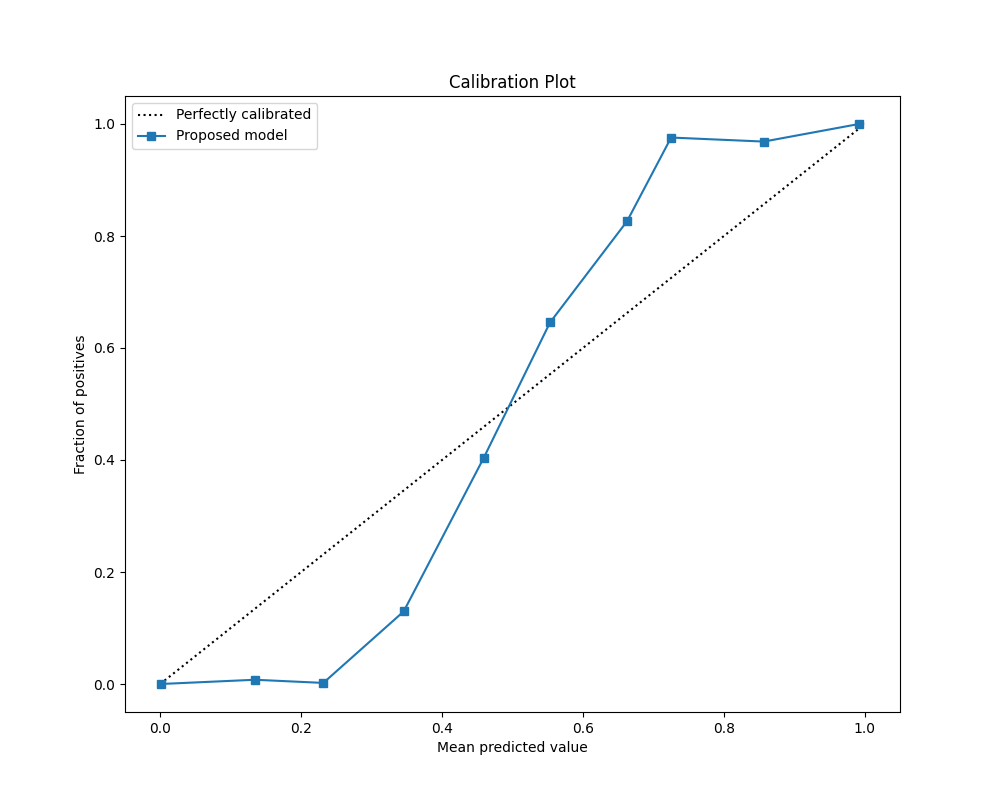 Calibration Plot
Perfectly calibrated
Proposed model
1.0
0.8
0.6
0.4
0.2
0.0
Fraction of positives
0.0 0.2 0.4 0.6 0.8 1.0
Mean predicted value